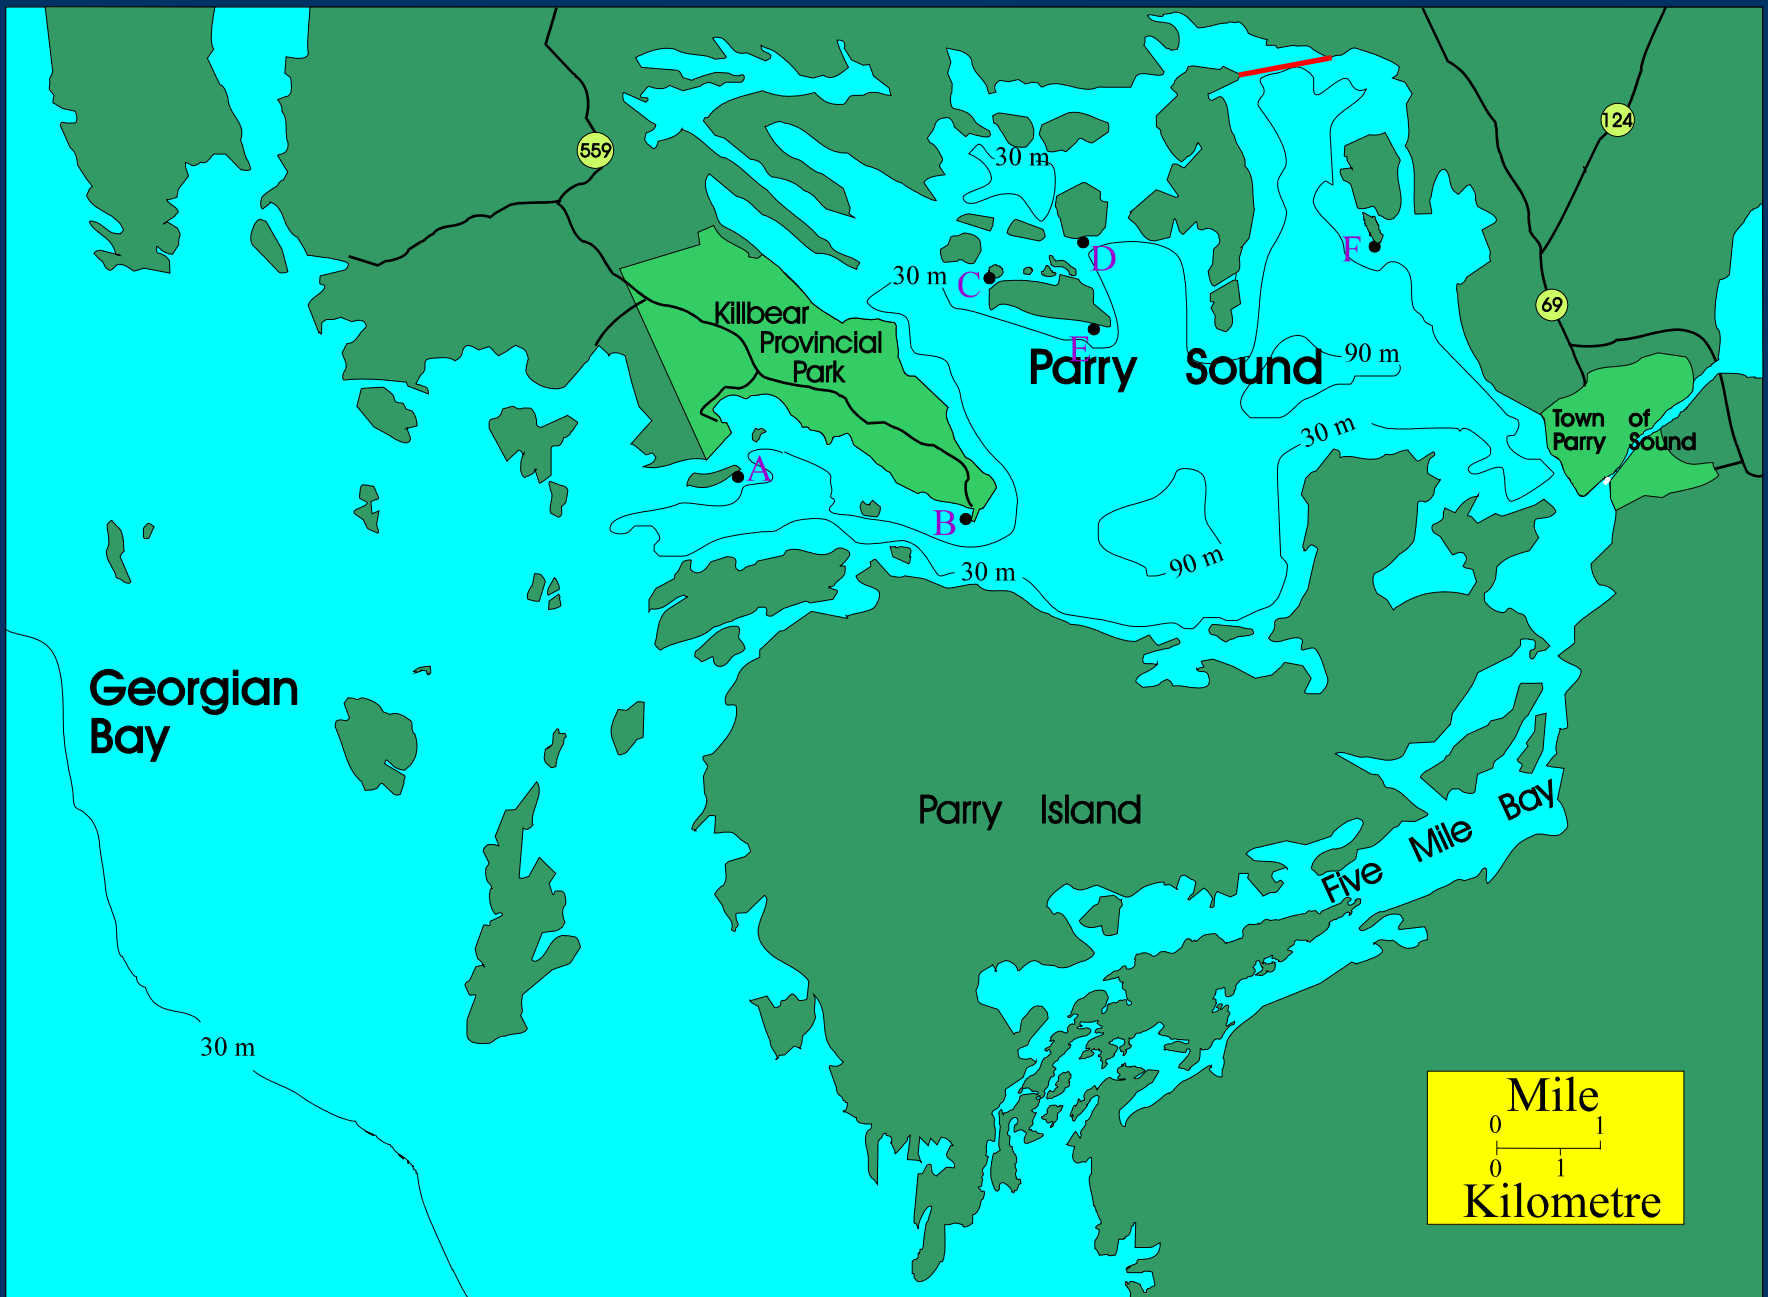 124
559
30 m
F
D
30 m
C
69
Killbear
Provincial
Park
E
90 m
Parry Sound
Town of
Parry Sound
30 m
A
B
90 m
30 m
Georgian
Bay
Parry Island
Five Mile Bay
30 m
Mile
0 1
0 1
Kilometre